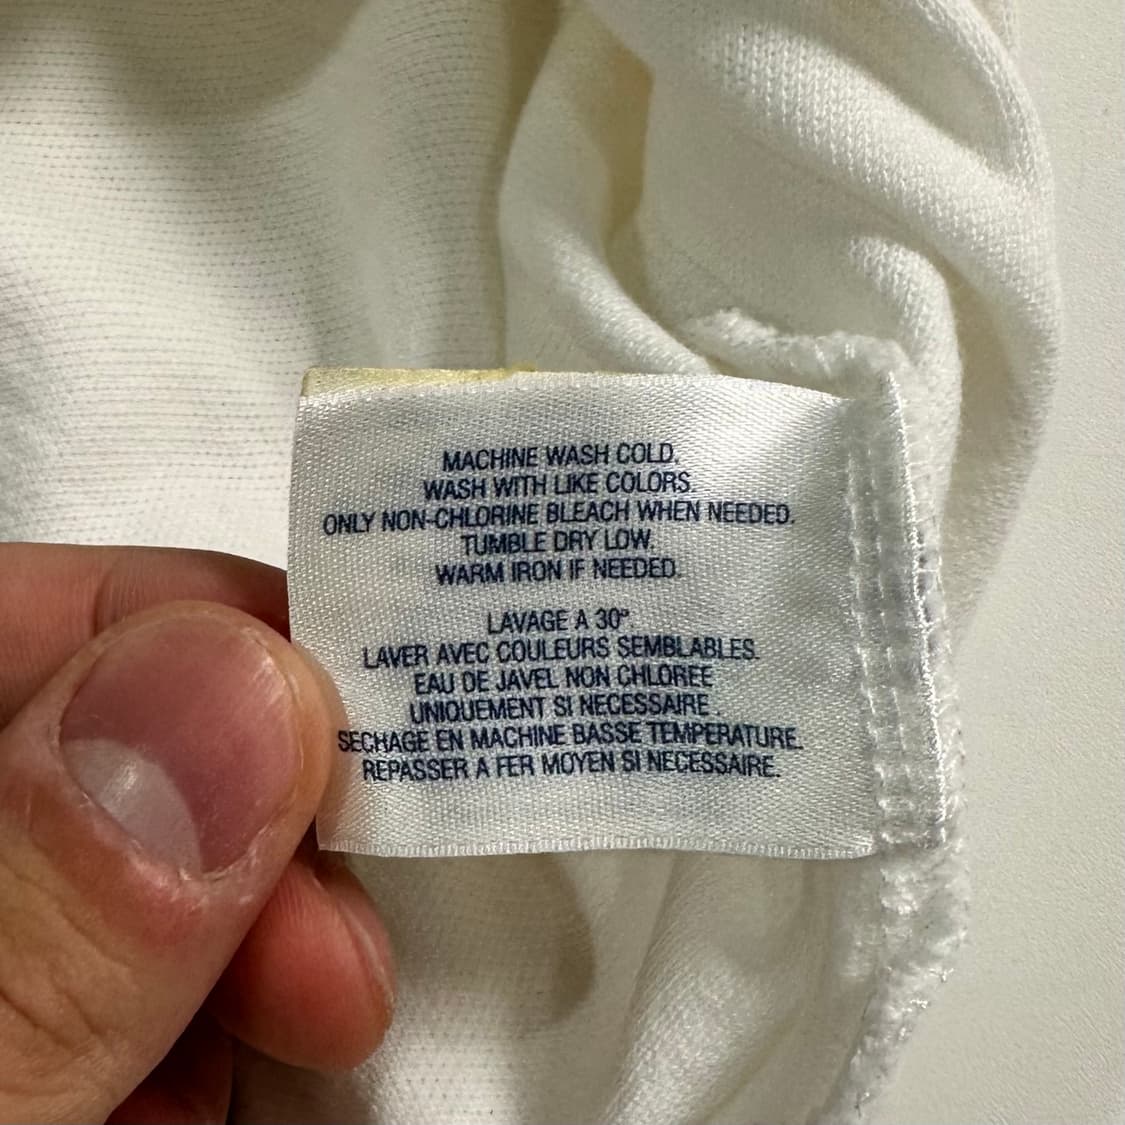 MACHINE WASH COLD.
WASH WITH LIKE COLORS.
ONLY NON-CHLORINE BLEACH WHEN NEEDED.
TUMBLE DRY LOW.
WARM IRON IF NEEDED.
LAVAGE A 30°.
LAVER AVEC COULEURS SEMBLABLES.
EAU DE JAVEL NON CHLOREE
UNIQUEMENT SI NECESSAIRE.
SECHAGE EN MACHINE BASSE TEMPERATURE.
REPASSER A FER MOYEN SI NECESSAIRE.